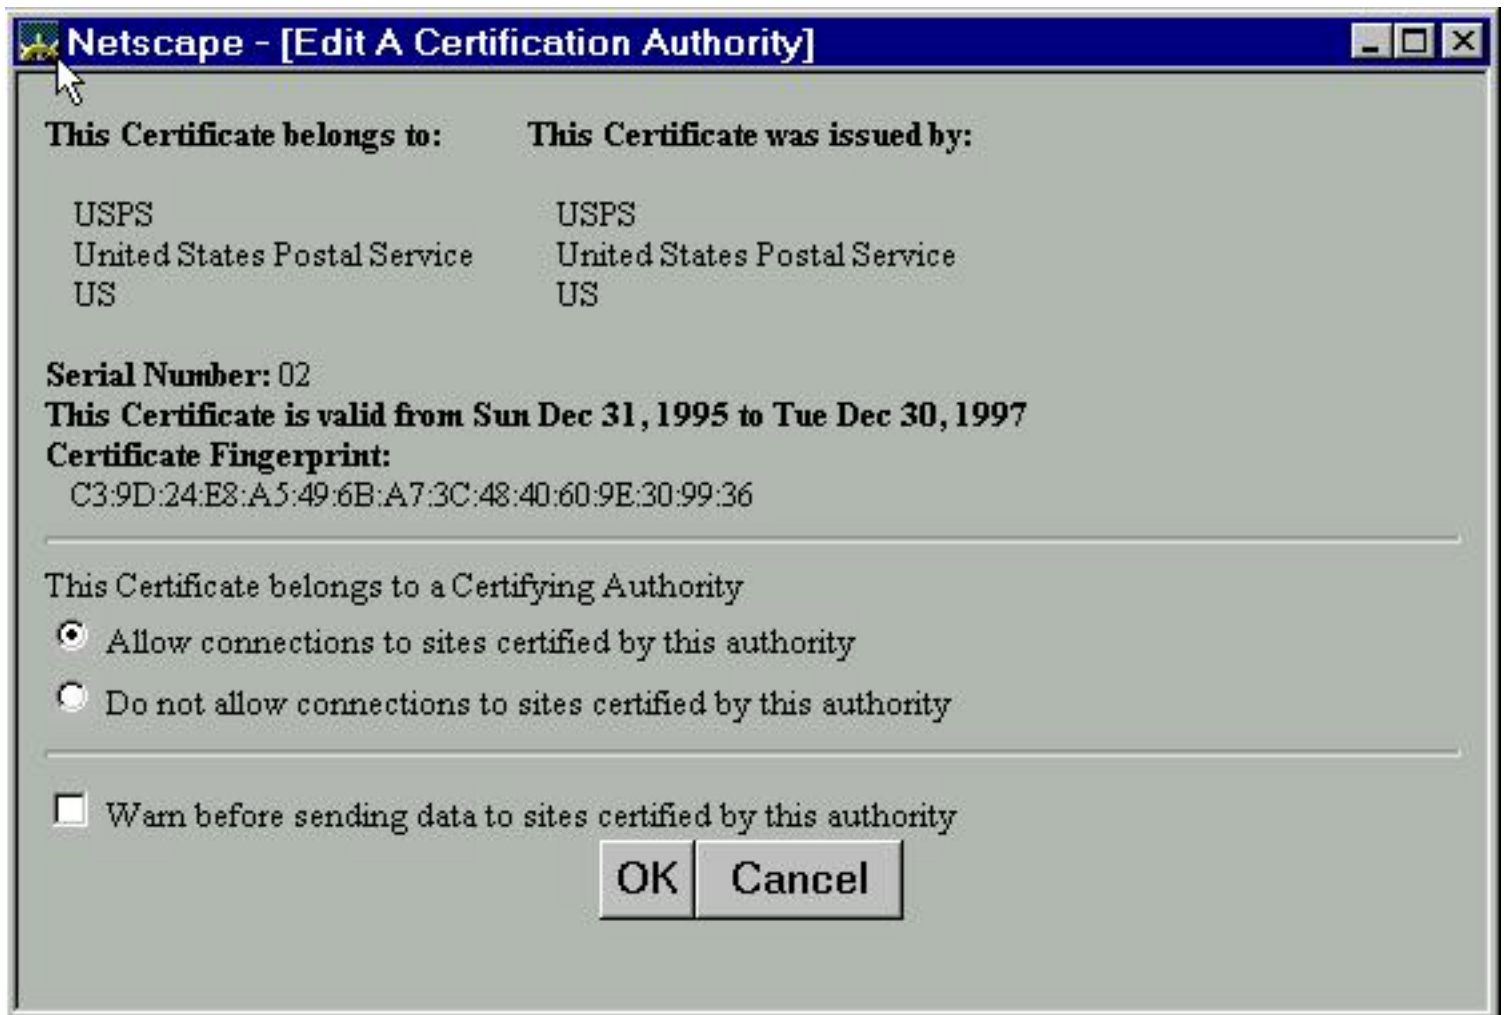 Netscape - [Edit A Certification Authority]
This Certificate belongs to: This Certificate was issued by:
USPS USPS
United States Postal Service United States Postal Service
US US
Serial Number: 02
This Certificate is valid from Sun Dec 31, 1995 to Tue Dec 30, 1997
Certificate Fingerprint:
C3:9D:24:E8:A5:49:6B:A7:3C:48:40:60:9E:30:99:36
This Certificate belongs to a Certifying Authority
Allow connections to sites certified by this authority
Do not allow connections to sites certified by this authority
Warn before sending data to sites certified by this authority
OK Cancel